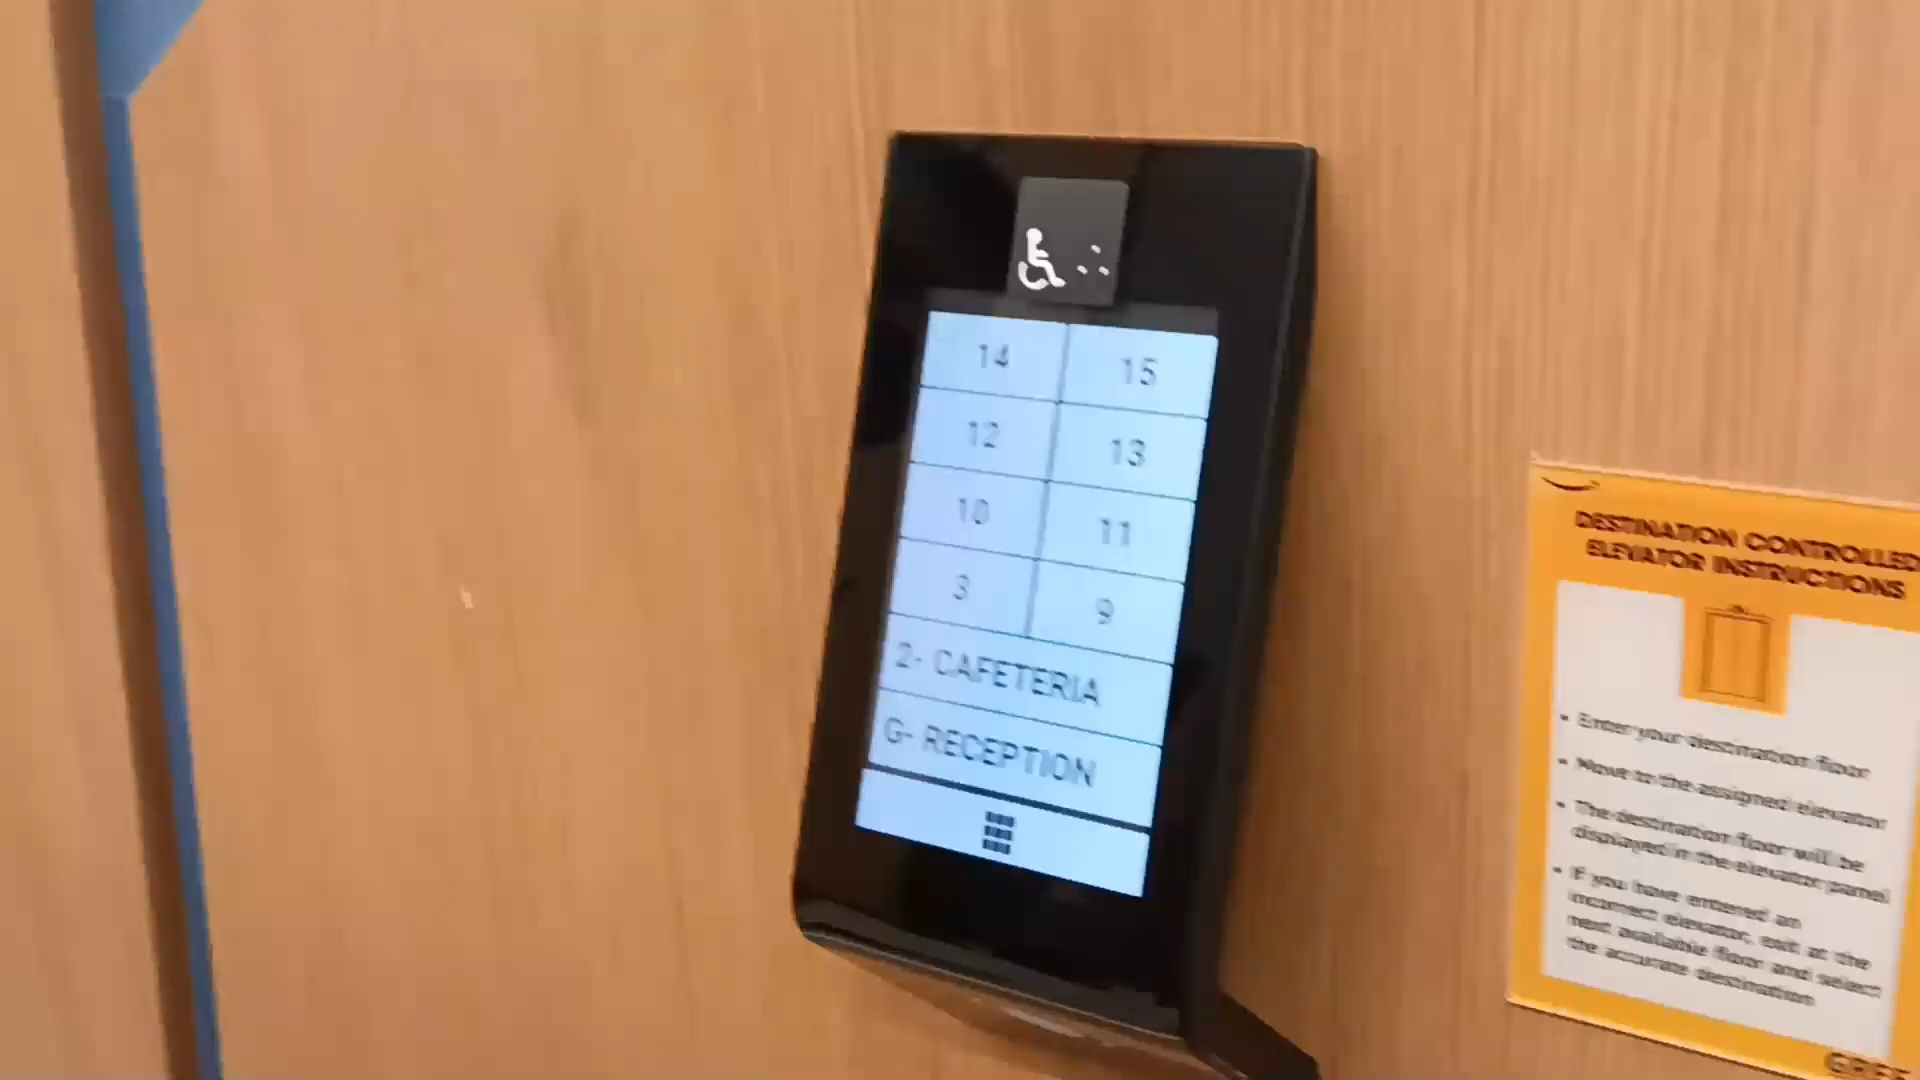 14 15
12 13
10 11
3 9
2- CAFETERIA
G- RECEPTION
DESTINATION CONTROLLED
ELEVATOR INSTRUCTIONS
• Enter your destination floor
• Move to the assigned elevator
• The destination floor will be
displayed in the elevator panel
• If you have entered an
incorrect elevator, exit at the
next available floor and select
the accurate destination